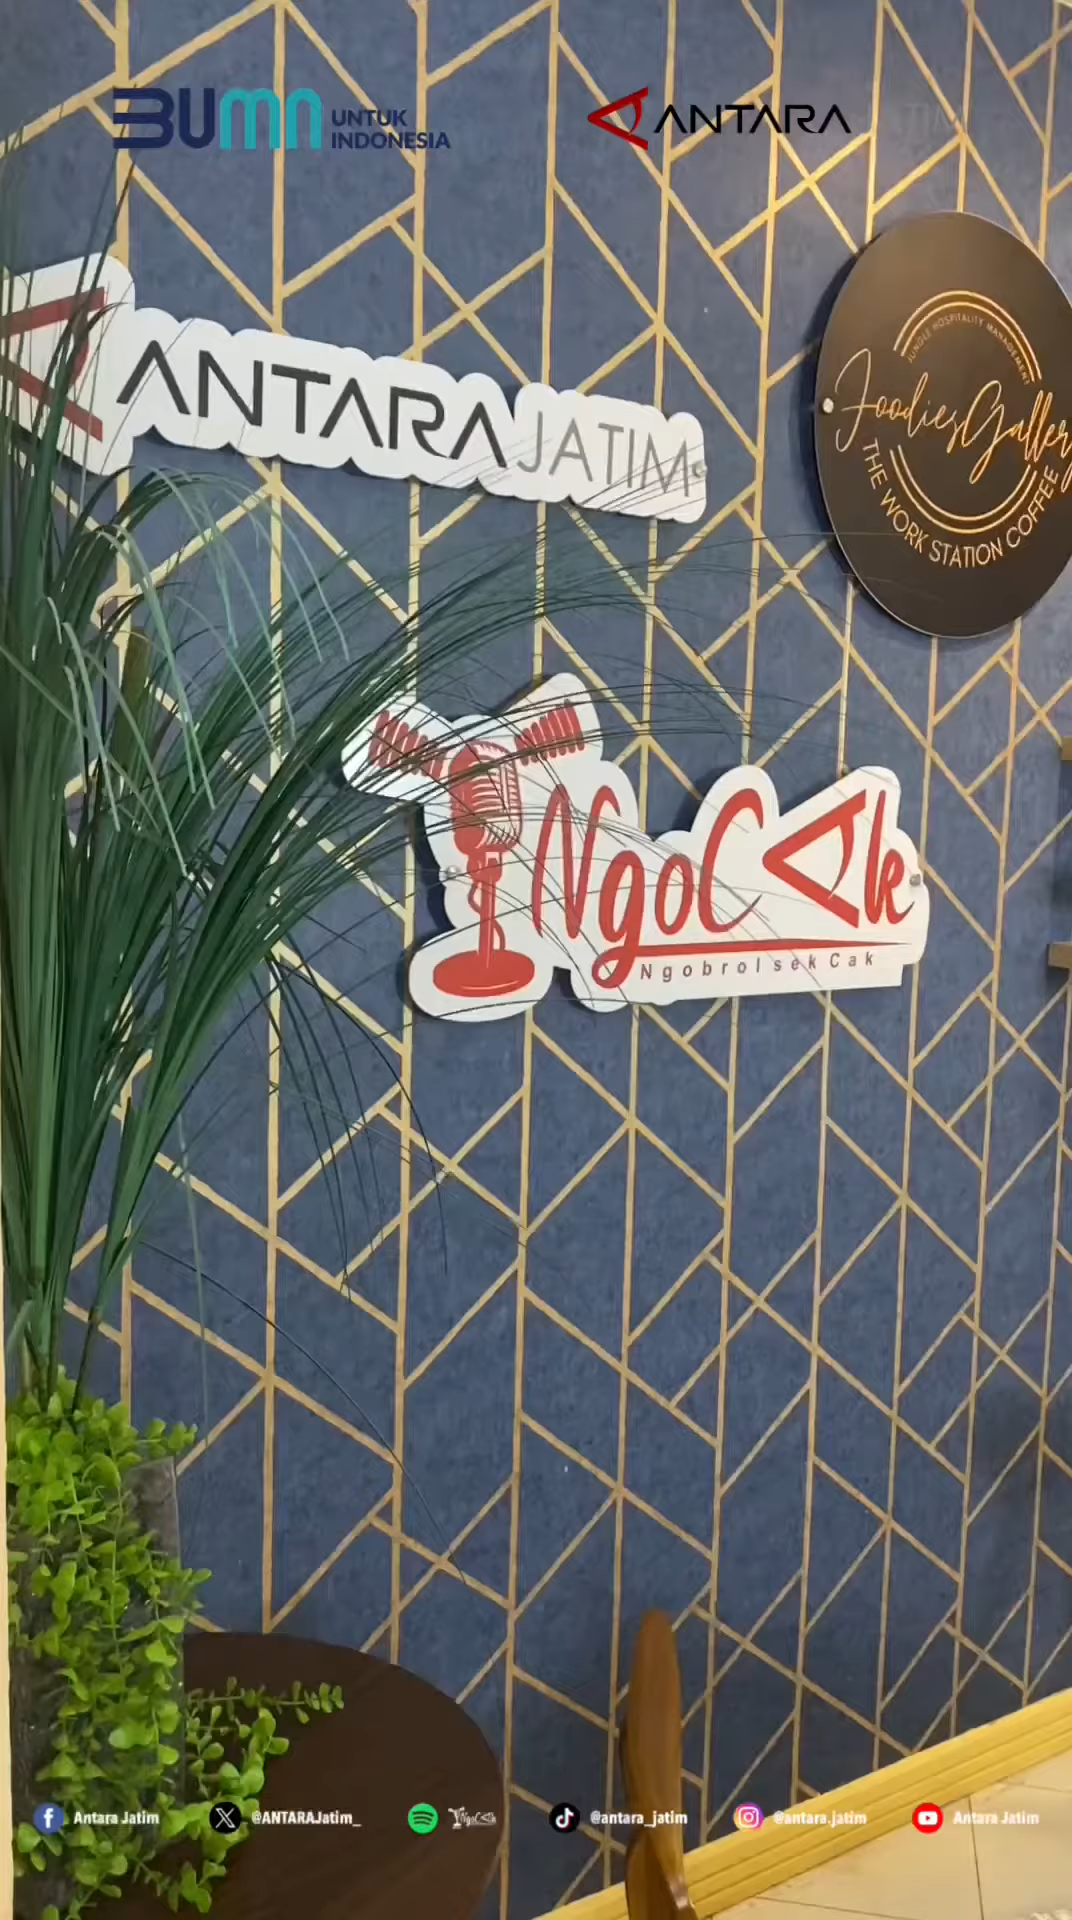 BUMN UNTUK
INDONESIA
ANTARA
ANTARA JATIM
JUNGLE HOSPITALITY MANAGEMENT
Foodies Gallery
THE WORK STATION COFFEE
NgoCAk
Ngobrol sek Cak
Antara Jatim
@ANTARAJatim_
NgoCAk
@antara_jatim
@antara.jatim
Antara Jatim